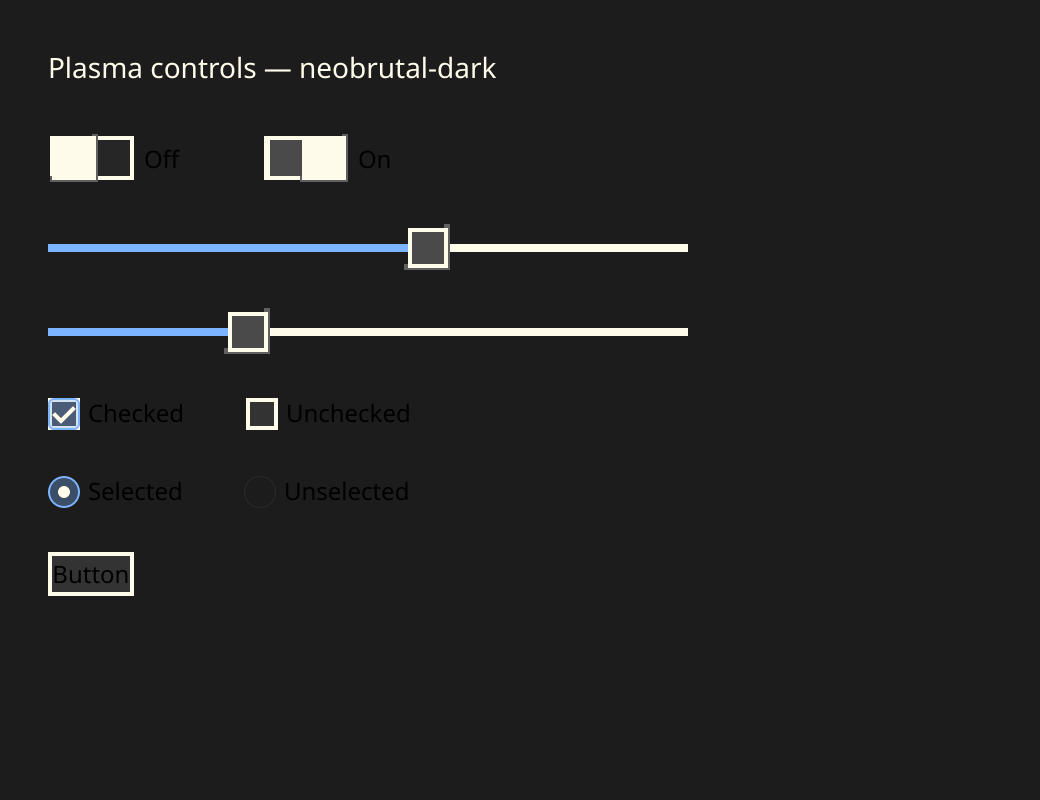 Plasma controls — neobrutal-dark
Off On
Checked Unchecked
Selected Unselected
Button